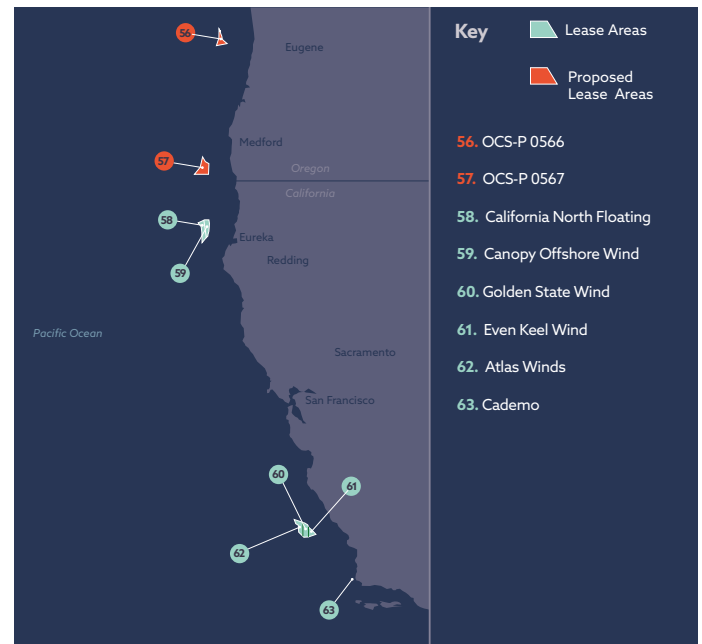 Key
Lease Areas
Proposed
Lease Areas
56. OCS-P 0566
57. OCS-P 0567
58. California North Floating
59. Canopy Offshore Wind
60. Golden State Wind
61. Even Keel Wind
62. Atlas Winds
63. Cademo
56
Eugene
Medford
57
Oregon
California
58
Eureka
59
Redding
Pacific Ocean
Sacramento
San Francisco
60
61
62
63